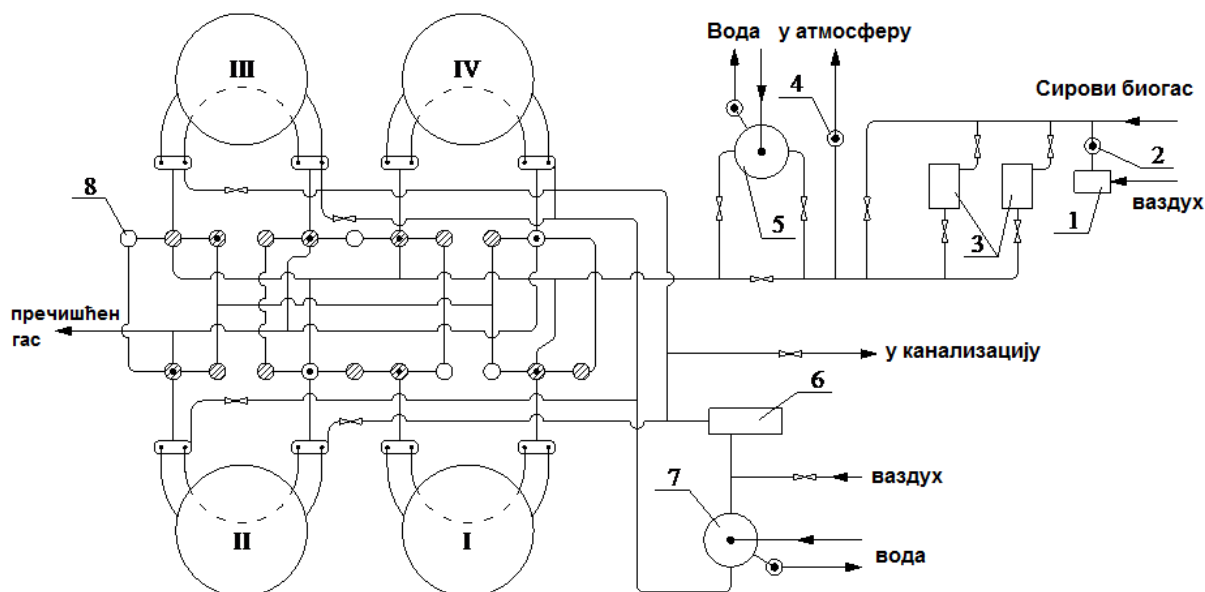 Вода у атмосферу
III
IV
4
Сирови биогас
2
8
5
3
1
ваздух
пречишћен
гас
у канализацију
6
7
ваздух
II
I
вода